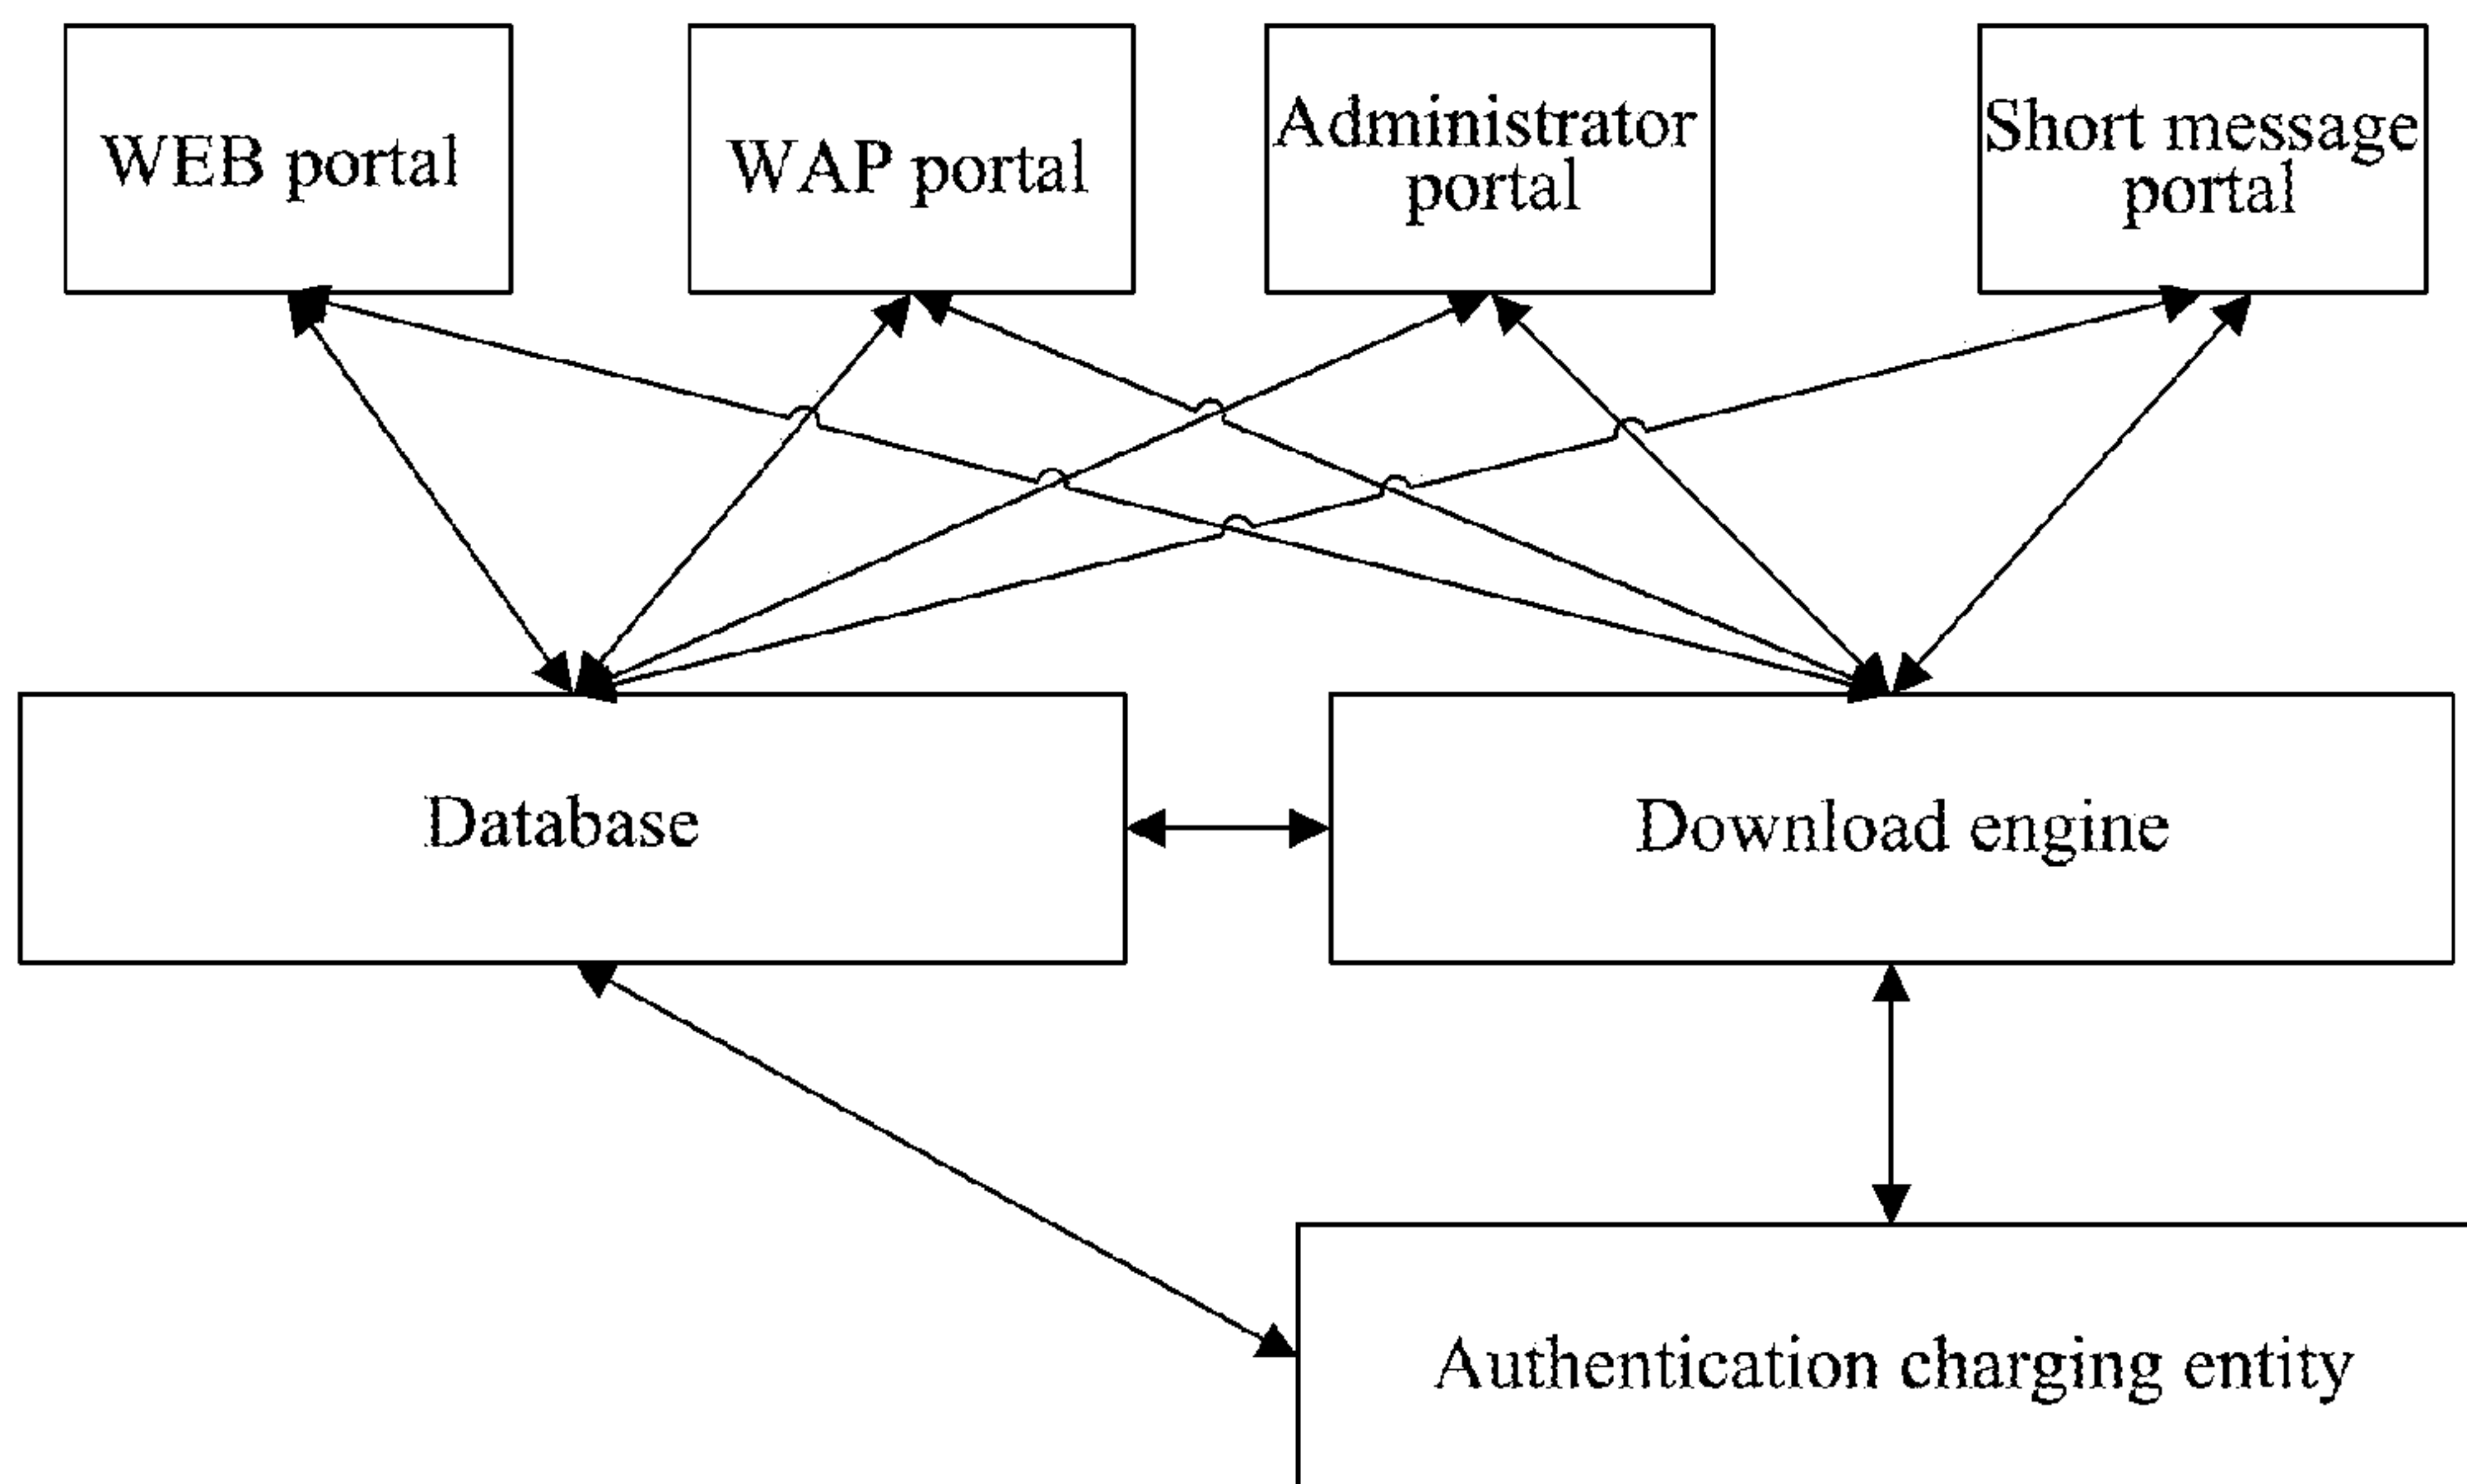 WEB portal
WAP portal
Administrator
portal
Short message
portal
Database
Download engine
Authentication charging entity